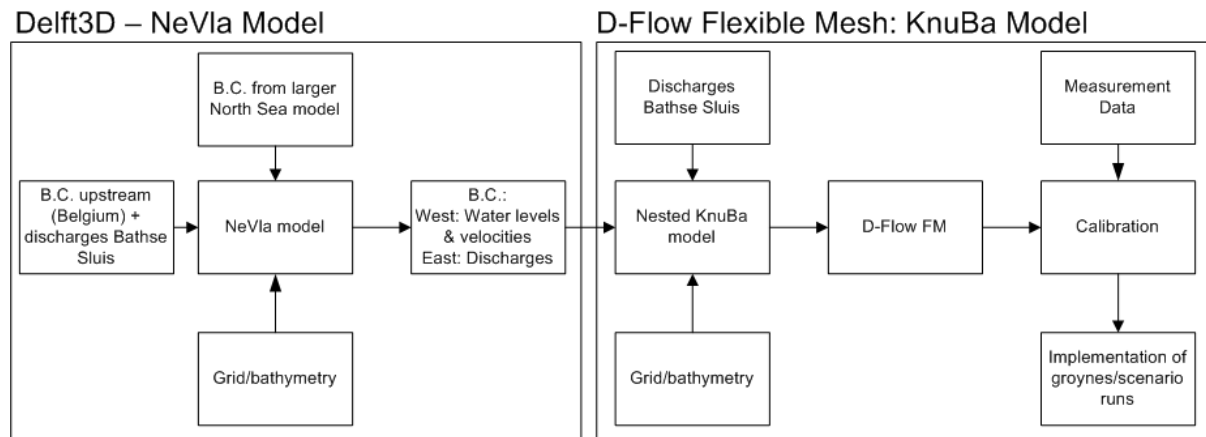 Delft3D – NeVla Model
B.C. from larger
North Sea model
B.C. upstream
(Belgium) +
discharges Bathse
Sluis
NeVla model
B.C.:
West: Water levels
& velocities
East: Discharges
Grid/bathymetry
D-Flow Flexible Mesh: KnuBa Model
Discharges
Bathse Sluis
Measurement
Data
Nested KnuBa
model
D-Flow FM
Calibration
Grid/bathymetry
Implementation of
groynes/scenario
runs